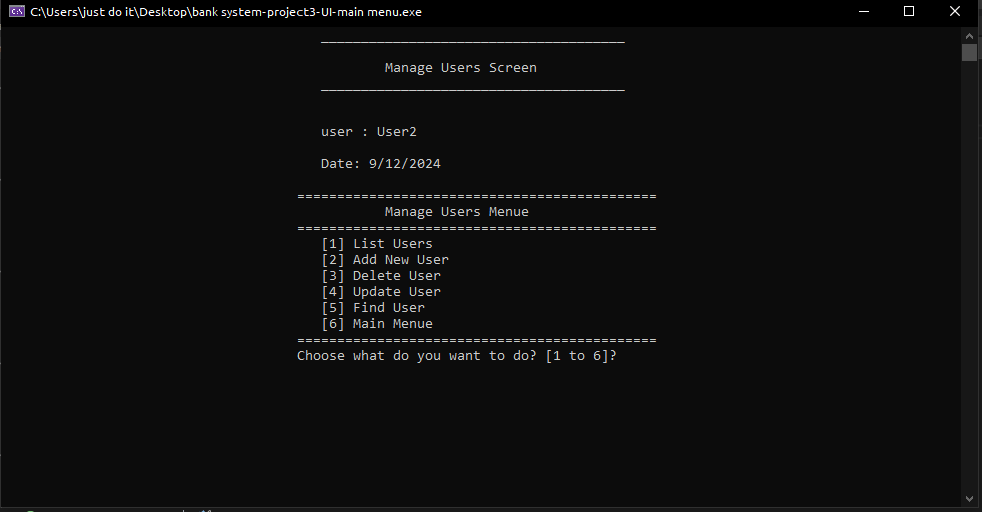 C:\Users\just do it\Desktop\bank system-project3-UI-main menu.exe
______________________________________
Manage Users Screen
______________________________________
user : User2
Date: 9/12/2024
=============================================
Manage Users Menue
=============================================
[1] List Users
[2] Add New User
[3] Delete User
[4] Update User
[5] Find User
[6] Main Menue
=============================================
Choose what do you want to do? [1 to 6]?